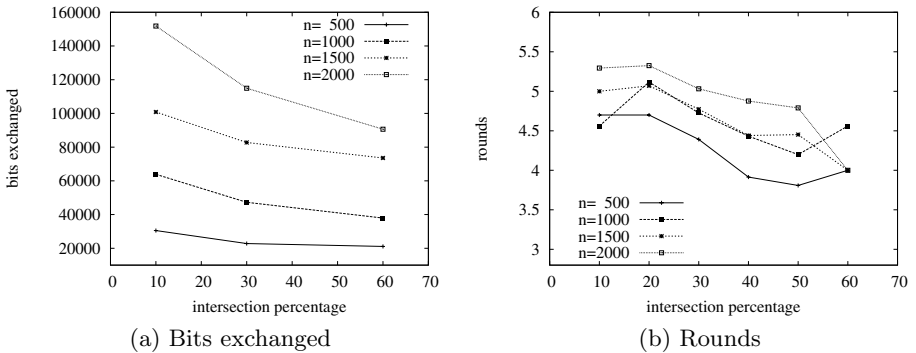 160000
140000
120000
100000
80000
60000
40000
20000
bits exchanged
n= 500
n=1000
n=1500
n=2000
0 10 20 30 40 50 60 70
intersection percentage
(a) Bits exchanged
6
5.5
5
4.5
4
3.5
3
rounds
n= 500
n=1000
n=1500
n=2000
0 10 20 30 40 50 60 70
intersection percentage
(b) Rounds